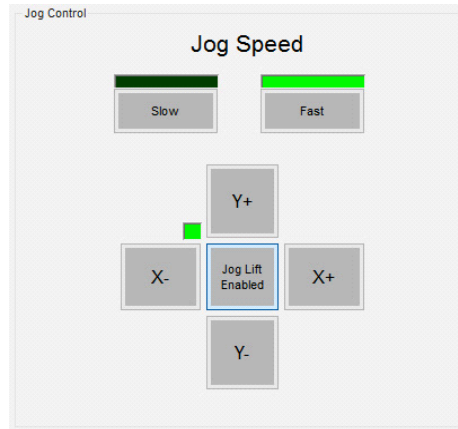 Jog Control
Jog Speed
Slow
Fast
Y+
X-
Jog Lift
Enabled
X+
Y-